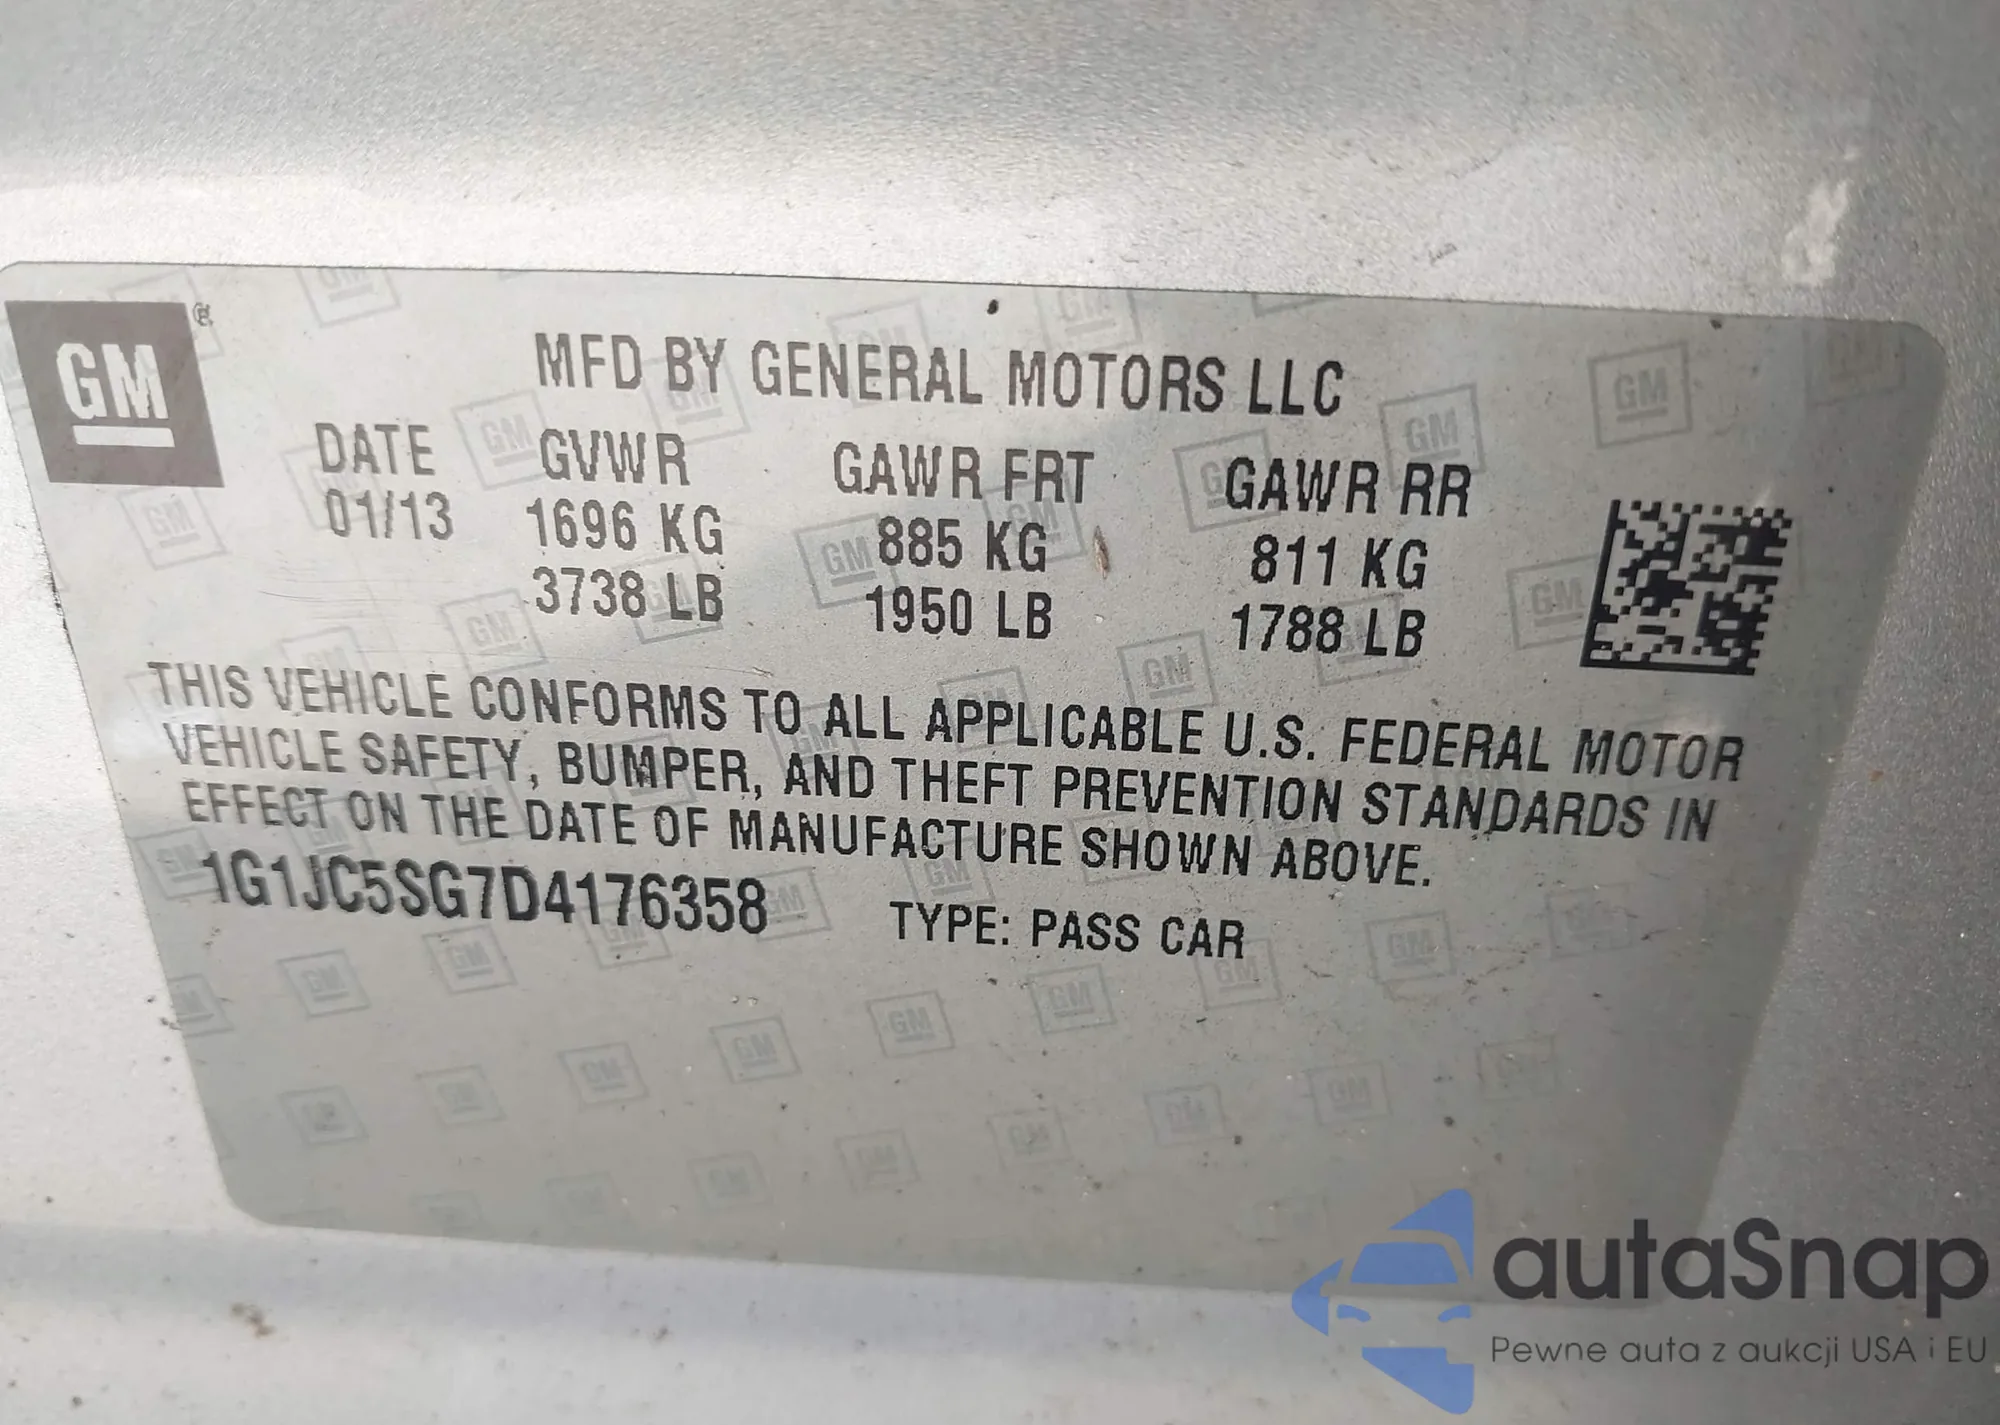 GM
MFD BY GENERAL MOTORS LLC
DATE GVWR GAWR FRT GAWR RR
01/13 1696 KG 885 KG 811 KG
3738 LB 1950 LB 1788 LB
THIS VEHICLE CONFORMS TO ALL APPLICABLE U.S. FEDERAL MOTOR
VEHICLE SAFETY, BUMPER, AND THEFT PREVENTION STANDARDS IN
EFFECT ON THE DATE OF MANUFACTURE SHOWN ABOVE.
1G1JC5SG7D4176358 TYPE: PASS CAR
autaSnap
Pewne auta z aukcji USA i EU